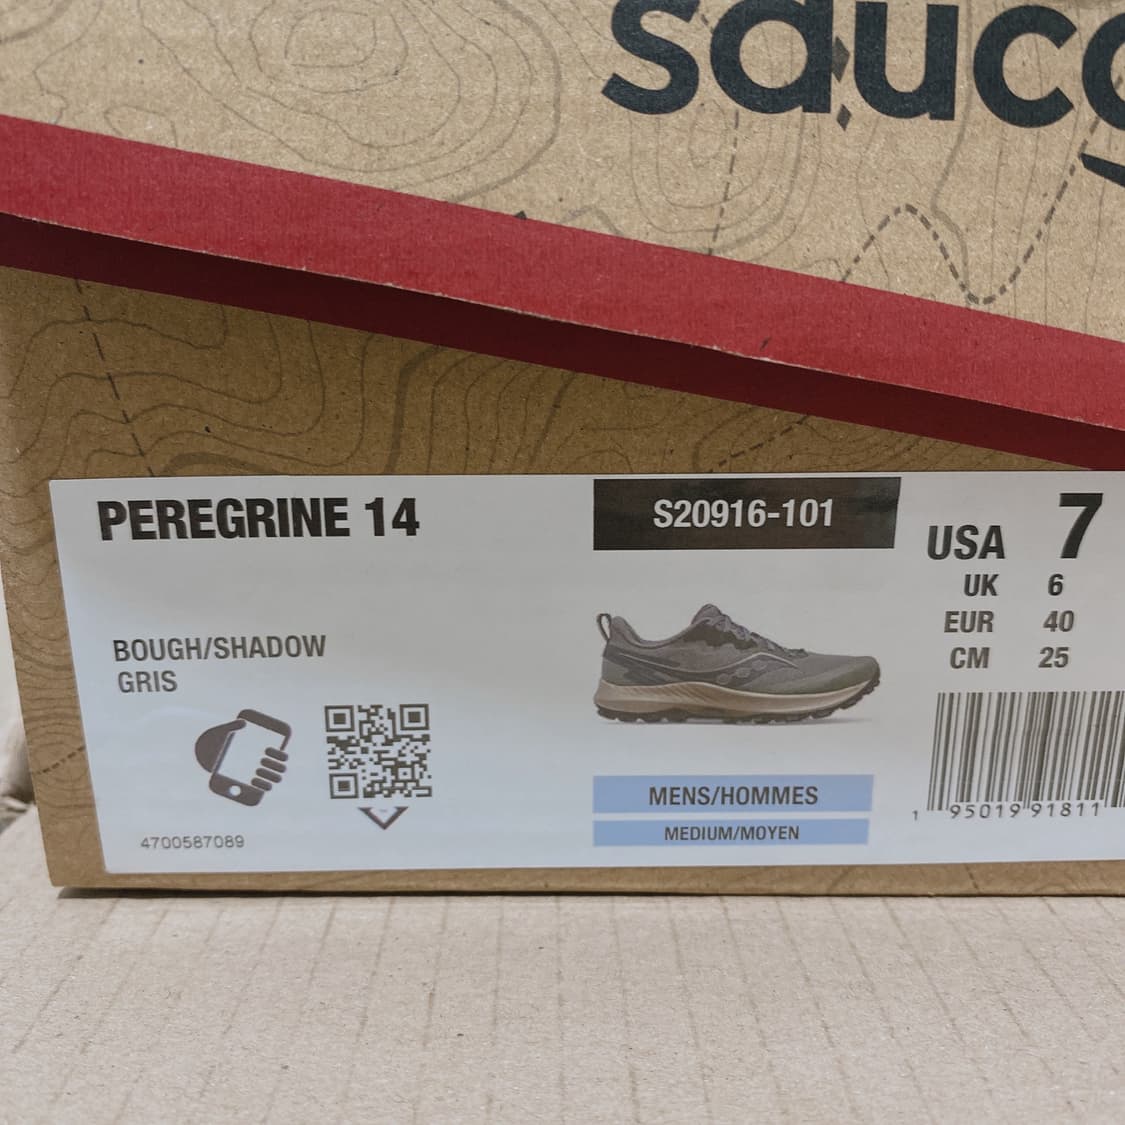 sauco
PEREGRINE 14
S20916-101
USA 7
UK 6
EUR 40
CM 25
BOUGH/SHADOW
GRIS
MENS/HOMMES
MEDIUM/MOYEN
1 95019 91811
4700587089